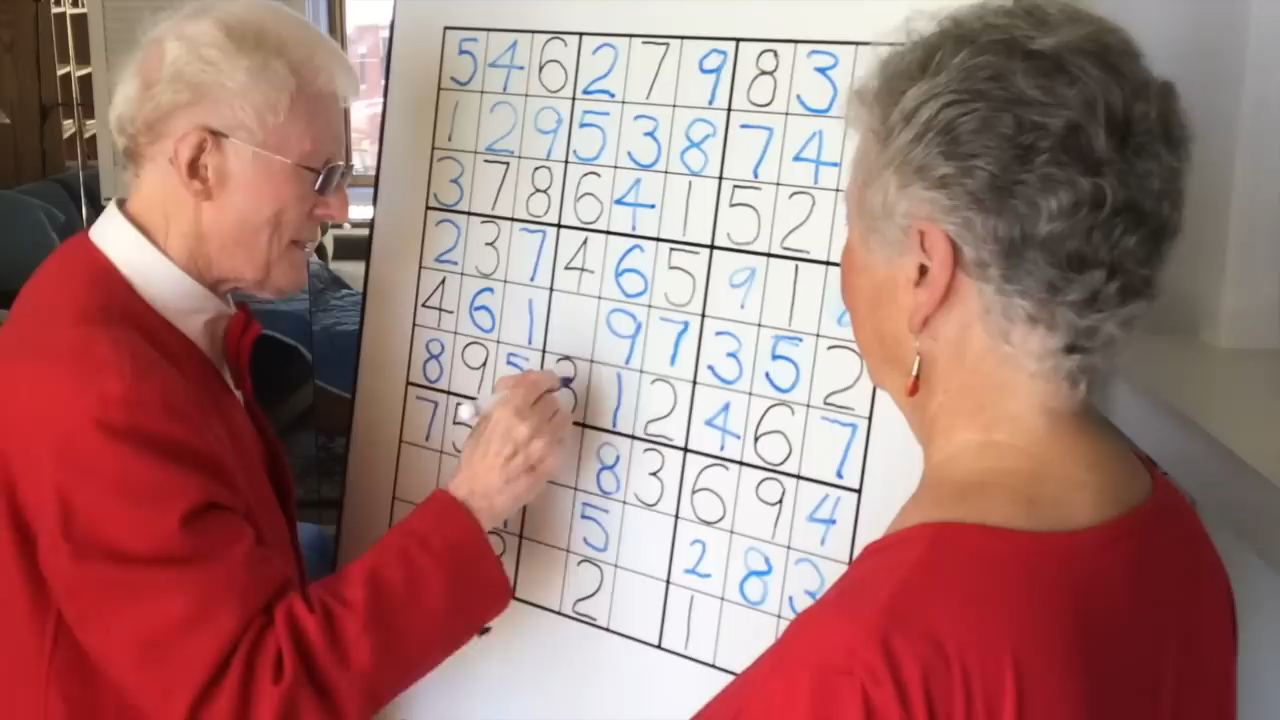 5 4 6 2 7 9 8 3
1 2 9 5 3 8 7 4
3 7 8 6 4 1 5 2
2 3 7 4 6 5 9 1
4 6 1 9 7 3 5 2
8 9 5 3 1 2 4 6 7
7 5 8 3 6 9 4
5 2 8 3
2 1